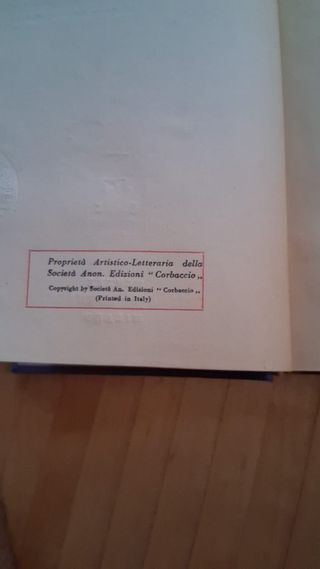 Proprietà Artistico-Letteraria della
Società Anon. Edizioni " Corbaccio „
Copyright by Società An. Edizioni " Corbaccio „
(Printed in Italy)